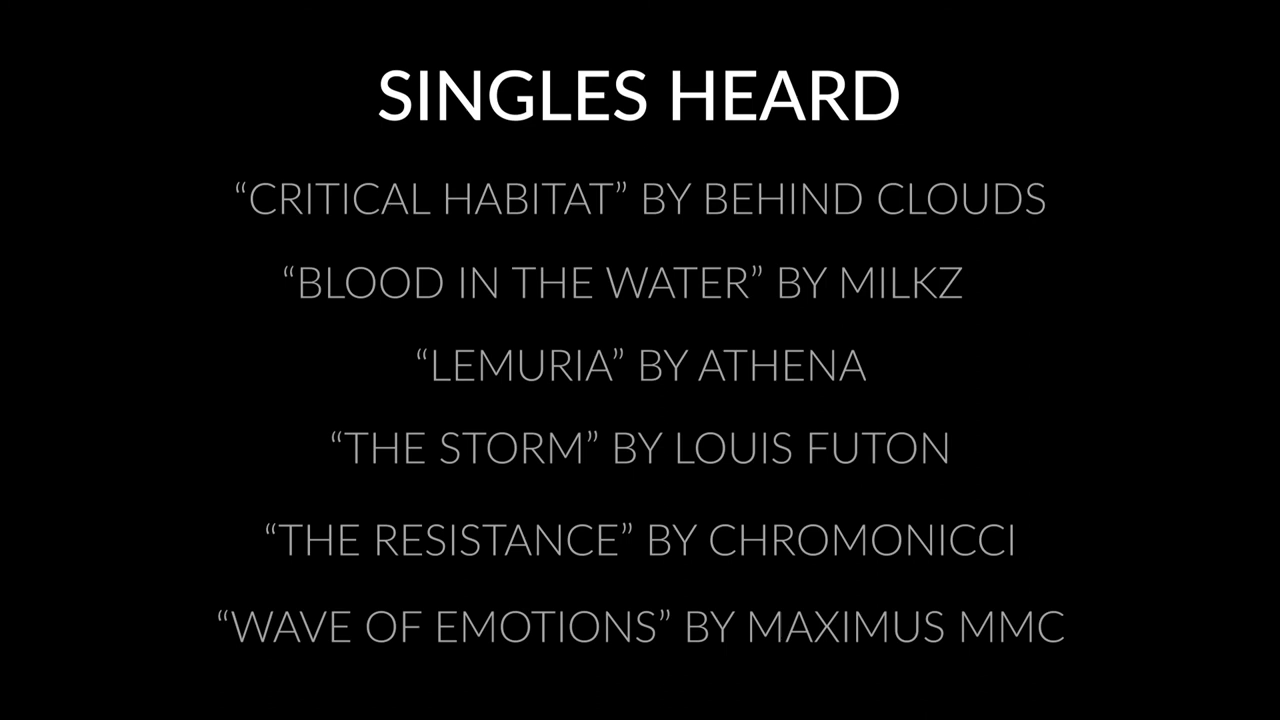 SINGLES HEARD
“CRITICAL HABITAT” BY BEHIND CLOUDS
“BLOOD IN THE WATER” BY MILKZ
“LEMURIA” BY ATHENA
“THE STORM” BY LOUIS FUTON
“THE RESISTANCE” BY CHROMONICCI
“WAVE OF EMOTIONS” BY MAXIMUS MMC